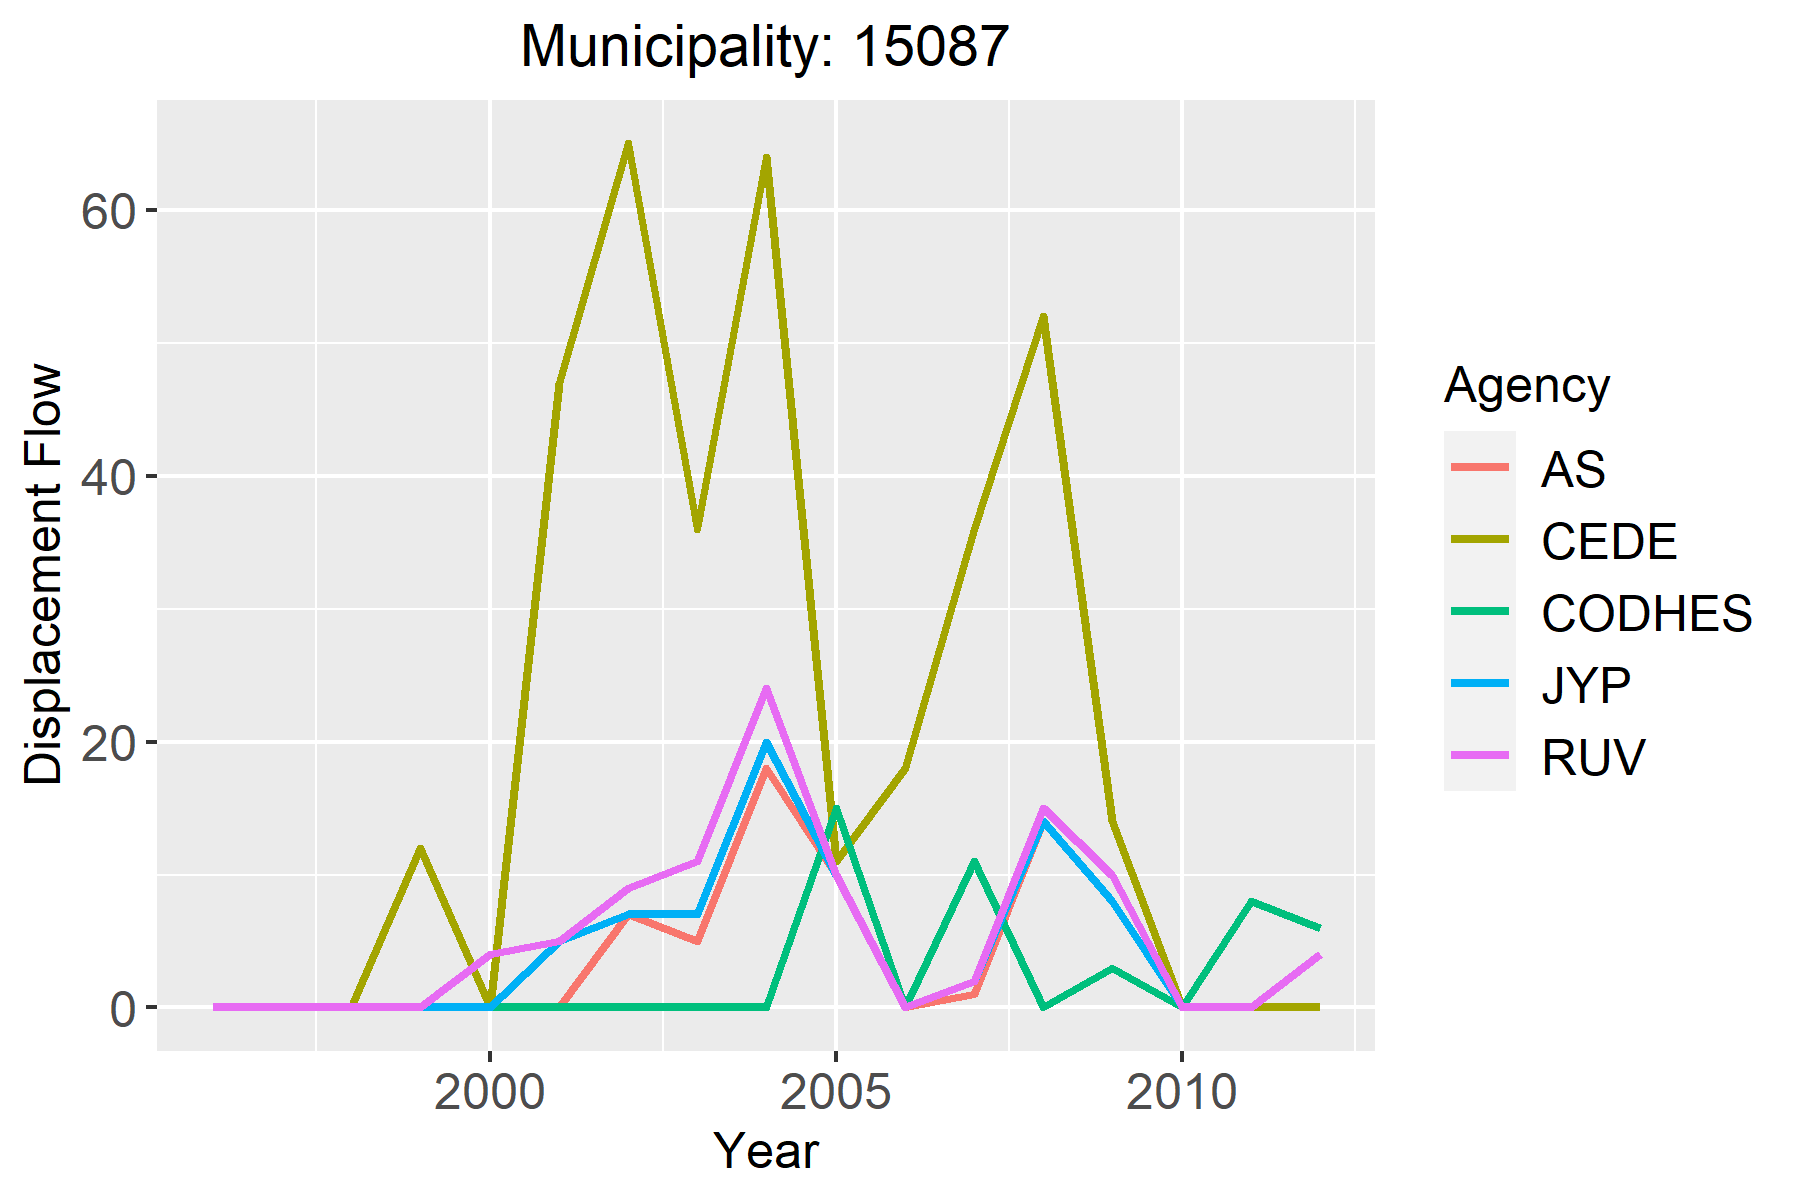 Municipality: 15087
Displacement Flow
60
40
20
0
2000 2005 2010
Year
Agency
AS
CEDE
CODHES
JYP
RUV